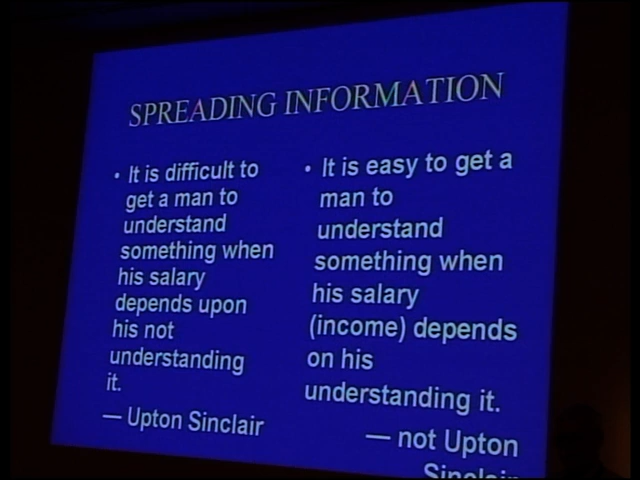 SPREADING INFORMATION
• It is difficult to
get a man to
understand
something when
his salary
depends upon
his not
understanding
it.
— Upton Sinclair
• It is easy to get a
man to
understand
something when
his salary
(income) depends
on his
understanding it.
— not Upton
Sinclair